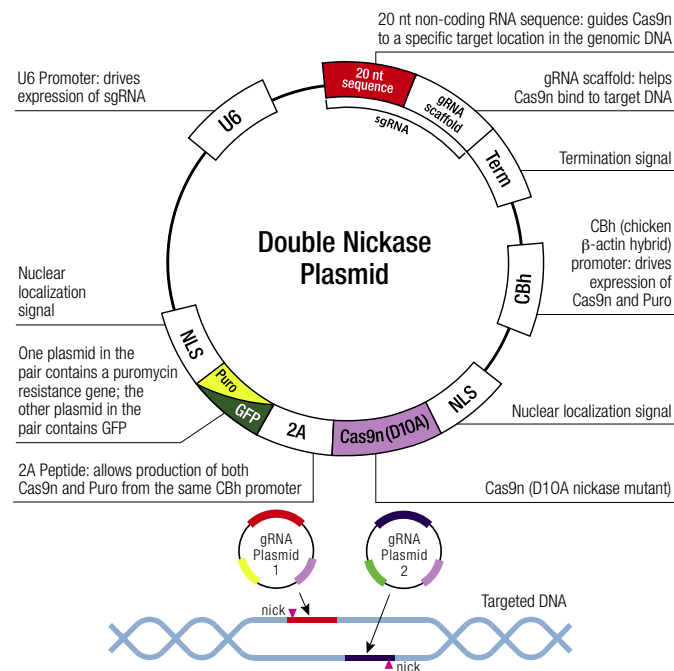 20 nt non-coding RNA sequence: guides Cas9n
to a specific target location in the genomic DNA
U6 Promoter: drives
expression of sgRNA
gRNA scaffold: helps
Cas9n bind to target DNA
20 nt
sequence
gRNA
scaffold
sgRNA
U6
Term
Termination signal
Double Nickase
Plasmid
CBh (chicken
β-actin hybrid)
promoter: drives
expression of
Cas9n and Puro
CBh
Nuclear
localization
signal
NLS
One plasmid in the
pair contains a puromycin
resistance gene; the
other plasmid in the
pair contains GFP
Puro
GFP
2A
Cas9n (D10A)
NLS
Nuclear localization signal
2A Peptide: allows production of both
Cas9n and Puro from the same CBh promoter
Cas9n (D10A nickase mutant)
gRNA
Plasmid
1
gRNA
Plasmid
2
Targeted DNA
nick
nick